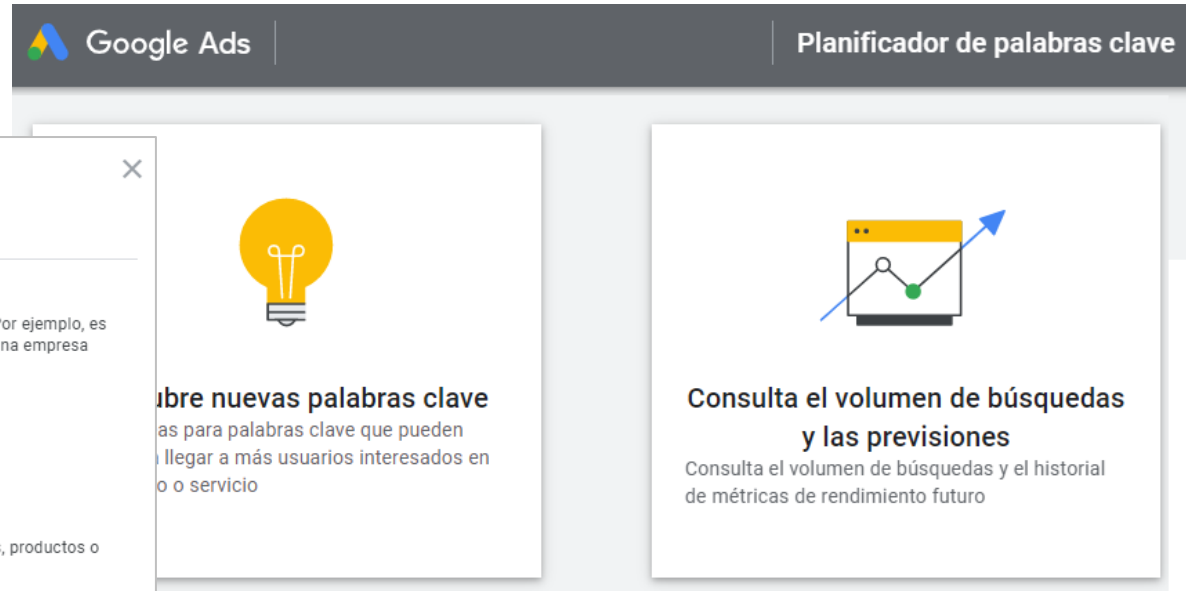 Google Ads
Planificador de palabras clave
Por ejemplo, es
na empresa
, productos o
ubre nuevas palabras clave
as para palabras clave que pueden
llegar a más usuarios interesados en
o o servicio
Consulta el volumen de búsquedas
y las previsiones
Consulta el volumen de búsquedas y el historial
de métricas de rendimiento futuro